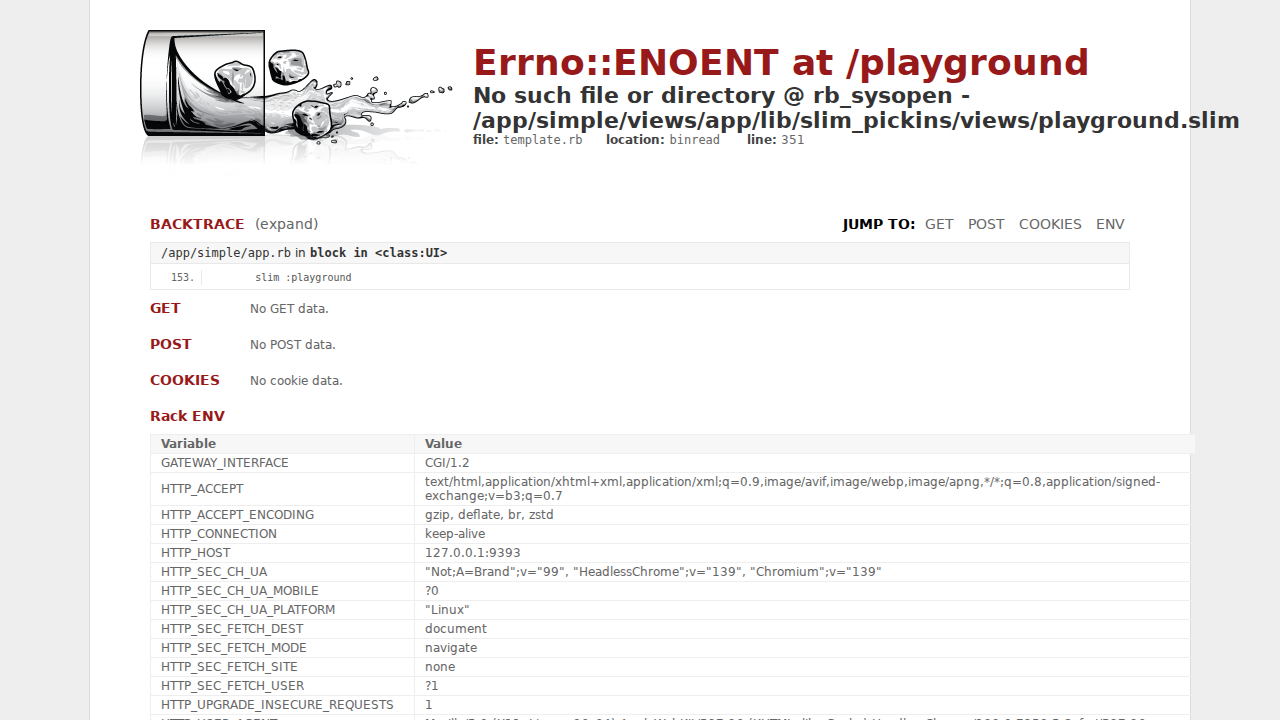 Errno::ENOENT at /playground
No such file or directory @ rb_sysopen -
/app/simple/views/app/lib/slim_pickins/views/playground.slim
file: template.rb location: binread line: 351
BACKTRACE (expand) JUMP TO: GET POST COOKIES ENV
/app/simple/app.rb in block in <class:UI>
153. slim :playground
GET No GET data.
POST No POST data.
COOKIES No cookie data.
Rack ENV
Variable Value
GATEWAY_INTERFACE CGI/1.2
HTTP_ACCEPT text/html,application/xhtml+xml,application/xml;q=0.9,image/avif,image/webp,image/apng,*/*;q=0.8,application/signed-
exchange;v=b3;q=0.7
HTTP_ACCEPT_ENCODING gzip, deflate, br, zstd
HTTP_CONNECTION keep-alive
HTTP_HOST 127.0.0.1:9393
HTTP_SEC_CH_UA "Not;A=Brand";v="99", "HeadlessChrome";v="139", "Chromium";v="139"
HTTP_SEC_CH_UA_MOBILE ?0
HTTP_SEC_CH_UA_PLATFORM "Linux"
HTTP_SEC_FETCH_DEST document
HTTP_SEC_FETCH_MODE navigate
HTTP_SEC_FETCH_SITE none
HTTP_SEC_FETCH_USER ?1
HTTP_UPGRADE_INSECURE_REQUESTS 1